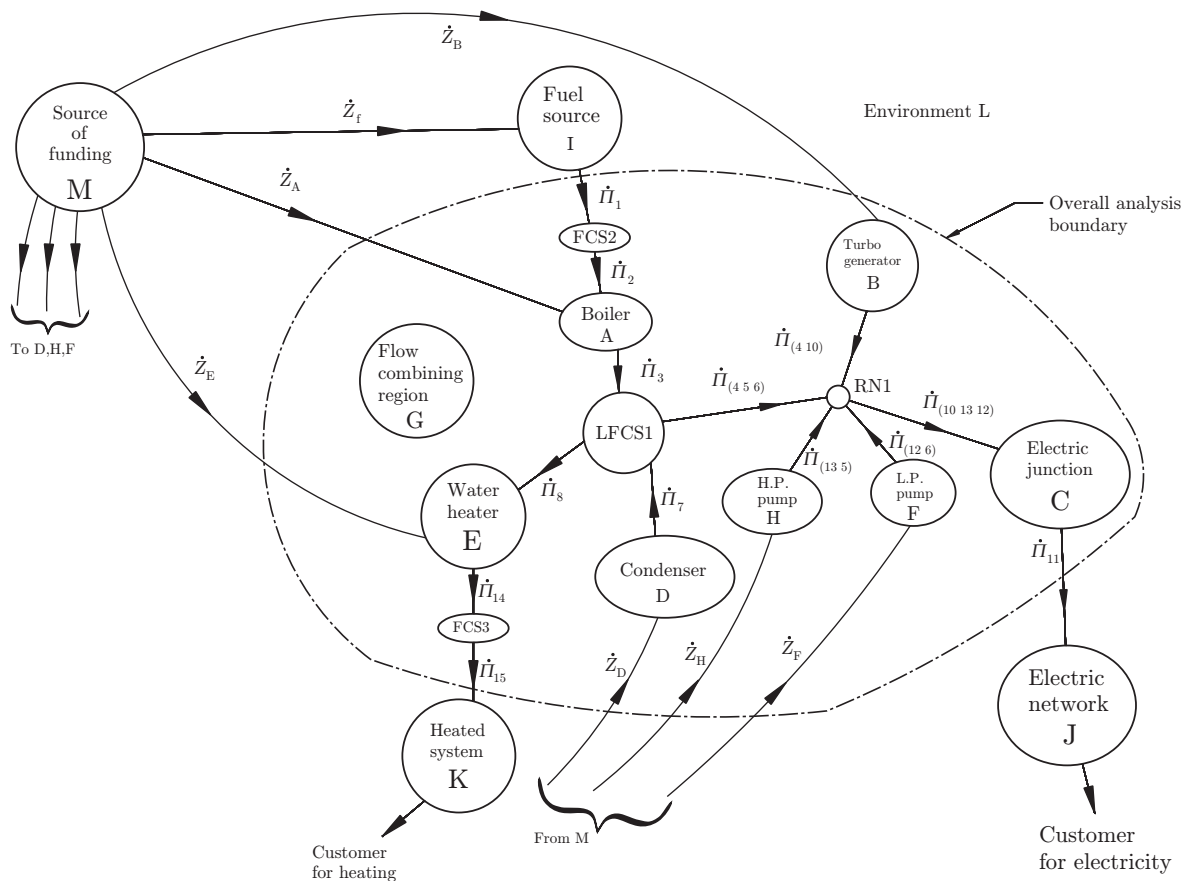 Ż_B
Source
of
funding
M
Ż_f
Fuel
source
I
Environment L
Ż_A
Π̇_1
Overall analysis
boundary
FCS2
Turbo
generator
B
Π̇_2
Boiler
A
To D,H,F
Flow
combining
region
G
Ż_E
Π̇_3
Π̇_(4 5 6)
Π̇_(4 10)
RN1
Π̇_(10 13 12)
LFCS1
Π̇_(13 5)
Π̇_(12 6)
Electric
junction
C
Water
heater
E
Π̇_8
Π̇_7
H.P.
pump
H
L.P.
pump
F
Π̇_11
Condenser
D
Π̇_14
FCS3
Π̇_15
Ż_D
Ż_H
Ż_F
Electric
network
J
Heated
system
K
From M
Customer
for heating
Customer
for electricity